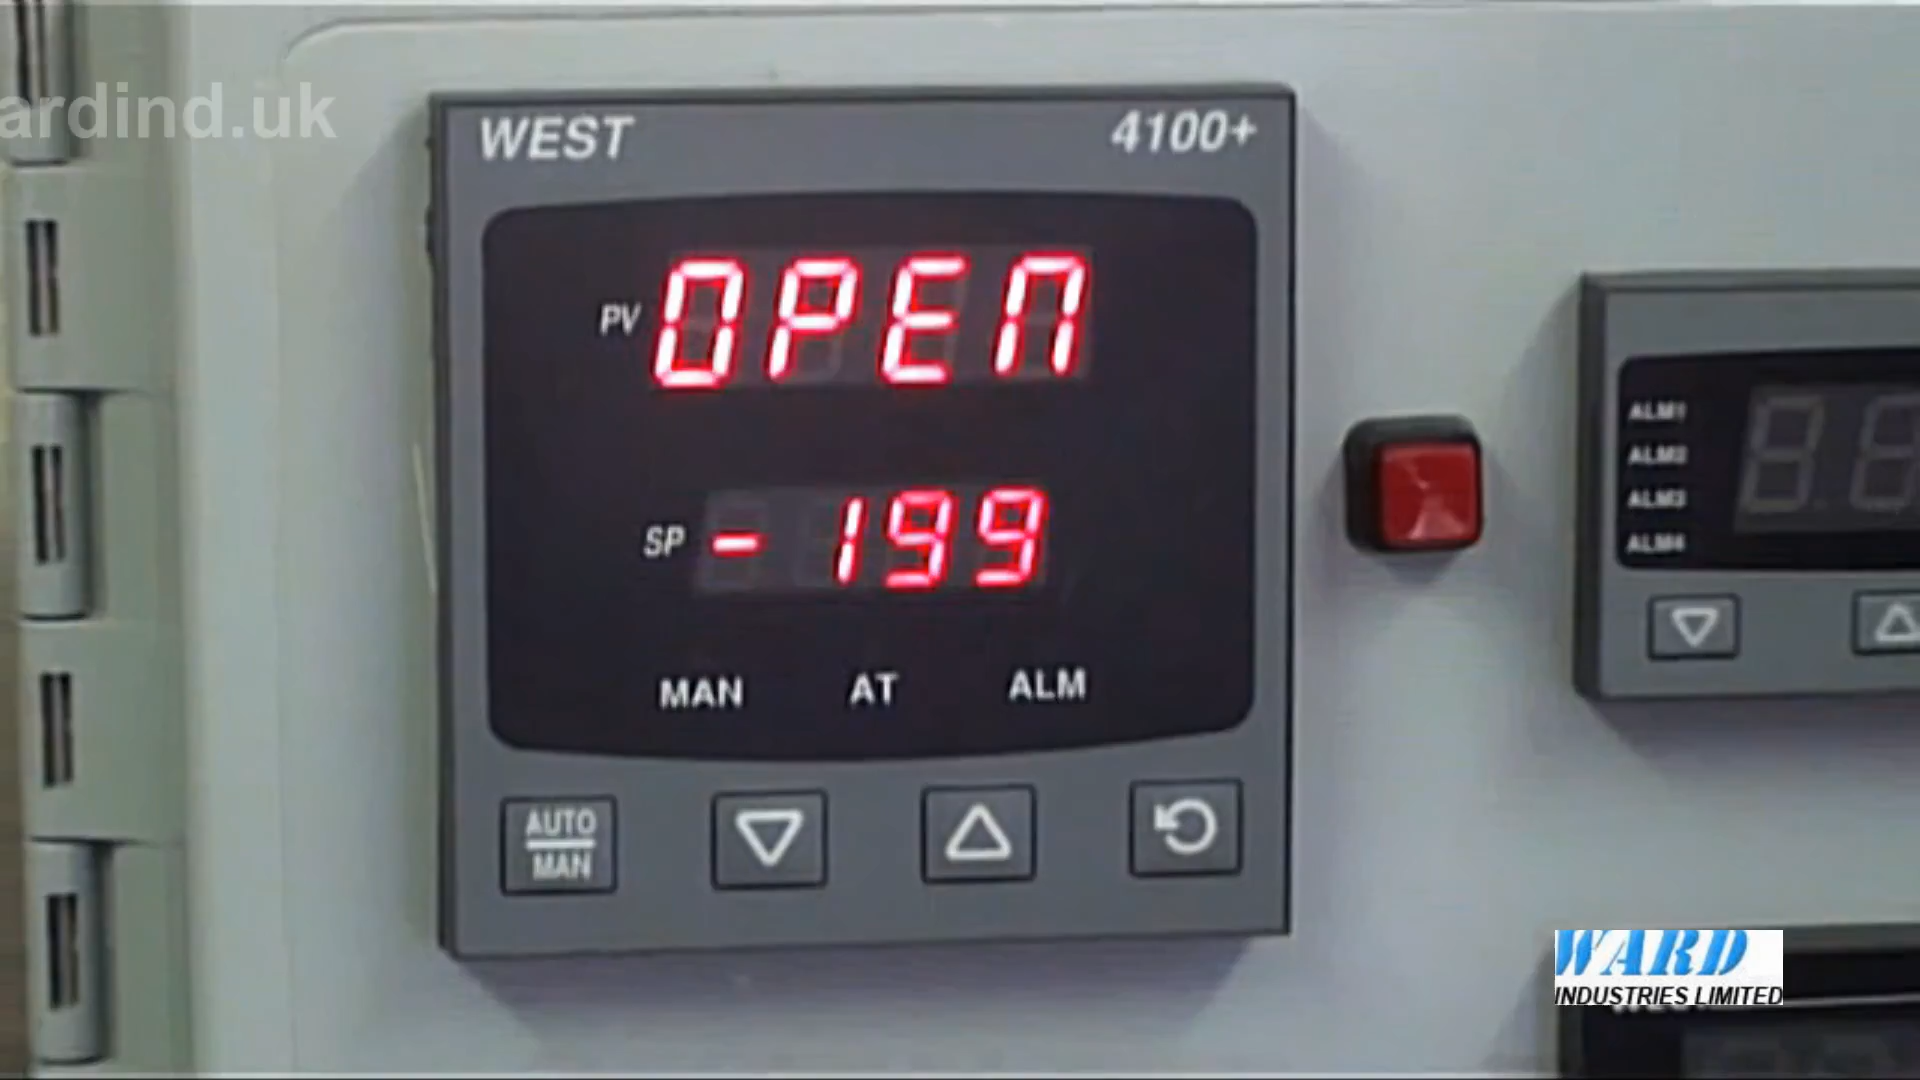 ardind.uk
WEST 4100+
PV OPEN
SP -199
MAN AT ALM
AUTO
MAN
ALM1
ALM2
ALM3
ALM4
WARD
INDUSTRIES LIMITED